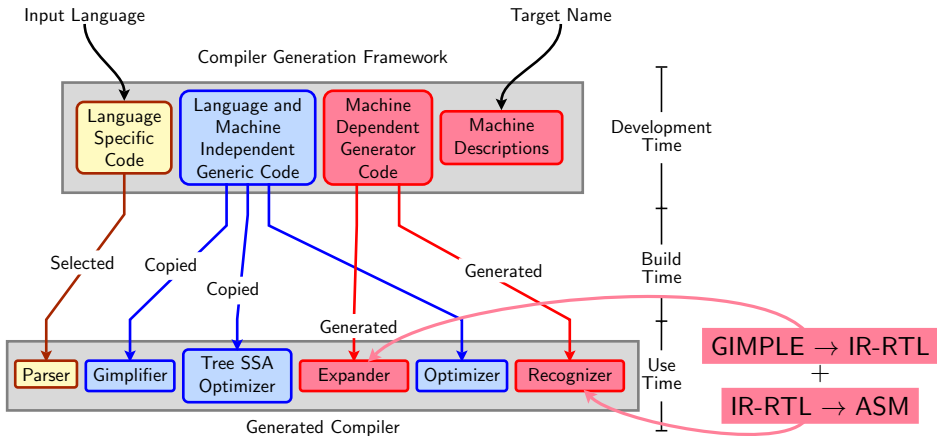 Input Language
Target Name
Compiler Generation Framework
Language
Specific
Code
Language and
Machine
Independent
Generic Code
Machine
Dependent
Generator
Code
Machine
Descriptions
Development
Time
Selected
Copied
Copied
Generated
Generated
Build
Time
Parser
Gimplifier
Tree SSA
Optimizer
Expander
Optimizer
Recognizer
Use
Time
GIMPLE → IR-RTL
+
IR-RTL → ASM
Generated Compiler